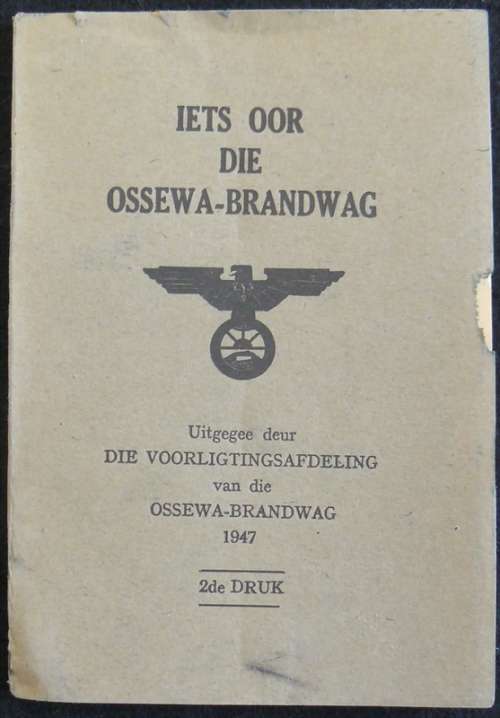 IETS OOR
DIE
OSSEWA-BRANDWAG
Uitgegee deur
DIE VOORLIGTINGSAFDELING
van die
OSSEWA-BRANDWAG
1947
2de DRUK